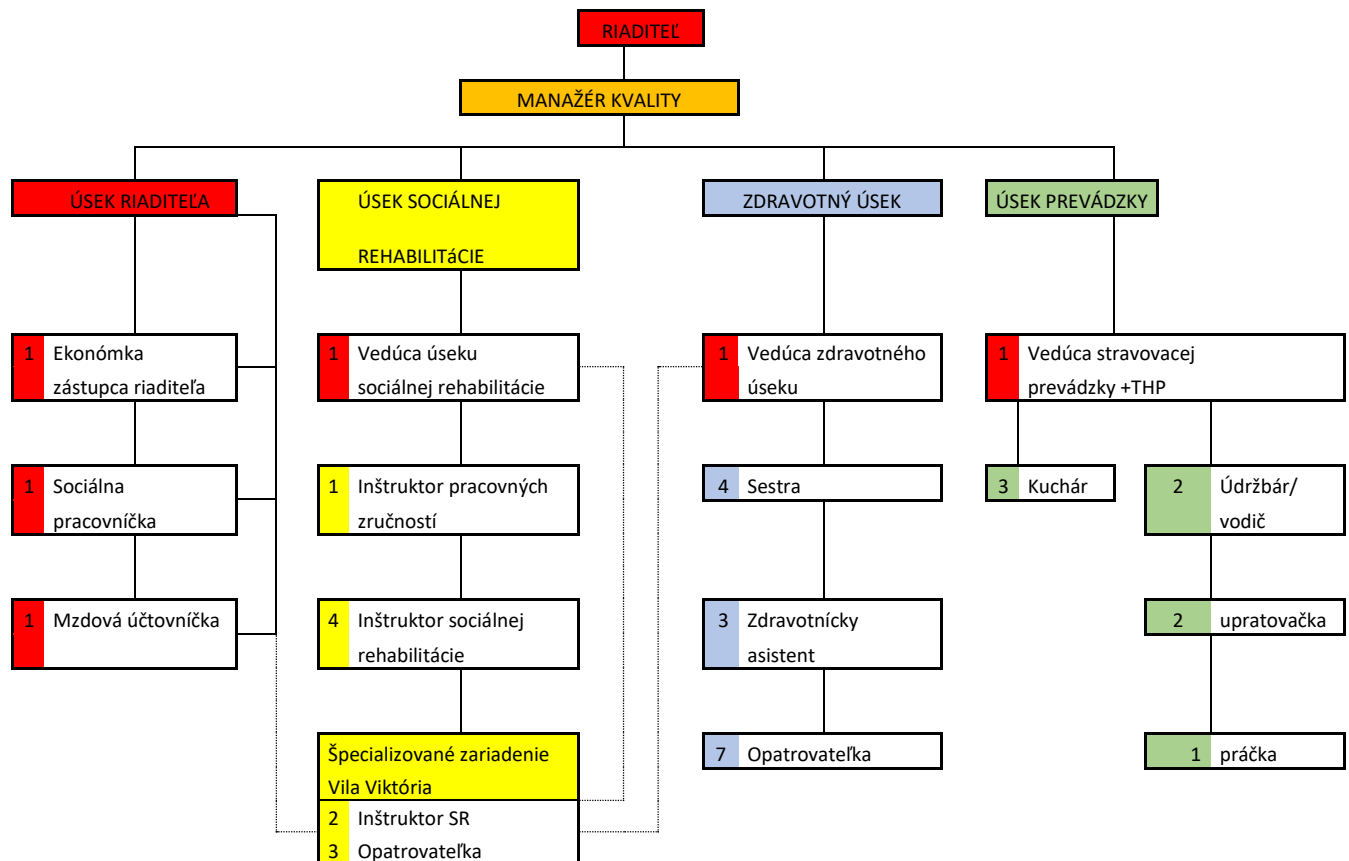 RIADITEĽ
MANAŽÉR KVALITY
ÚSEK RIADITEĽA
1 Ekonómka
zástupca riaditeľa
1 Sociálna
pracovníčka
1 Mzdová účtovníčka
ÚSEK SOCIÁLNEJ
REHABILITáCIE
1 Vedúca úseku
sociálnej rehabilitácie
1 Inštruktor pracovných
zručností
4 Inštruktor sociálnej
rehabilitácie
Špecializované zariadenie
Vila Viktória
2 Inštruktor SR
3 Opatrovateľka
ZDRAVOTNÝ ÚSEK
1 Vedúca zdravotného
úseku
4 Sestra
3 Zdravotnícky
asistent
7 Opatrovateľka
ÚSEK PREVÁDZKY
1 Vedúca stravovacej
prevádzky +THP
3 Kuchár
2 Údržbár/
vodič
2 upratovačka
1 práčka